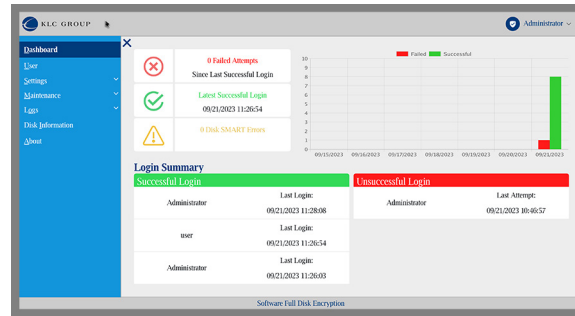 KLC GROUP
Administrator
Dashboard
User
Settings
Maintenance
Logs
Disk Information
About
0 Failed Attempts
Since Last Successful Login
Latest Successful Login
09/21/2023 11:26:54
0 Disk SMART Errors
Failed Successful
10
9
8
7
6
5
4
3
2
1
0
09/15/2023 09/16/2023 09/17/2023 09/18/2023 09/19/2023 09/20/2023 09/21/2023
Login Summary
Successful Login
Administrator
Last Login:
09/21/2023 11:28:08
user
Last Login:
09/21/2023 11:26:54
Administrator
Last Login:
09/21/2023 11:26:03
Unsuccessful Login
Administrator
Last Attempt:
09/21/2023 10:46:57
Software Full Disk Encryption